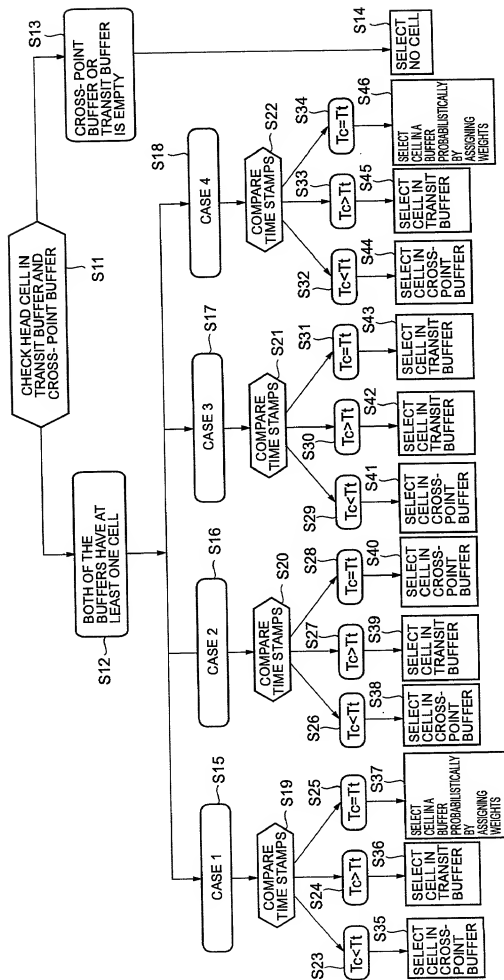 CHECK HEAD CELL IN
TRANSIT BUFFER AND
CROSS- POINT BUFFER
S11
BOTH OF THE
BUFFERS HAVE AT
LEAST ONE CELL
S12
CROSS- POINT
BUFFER OR
TRANSIT BUFFER
IS EMPTY
S13
SELECT
NO CELL
S14
CASE 1
S15
CASE 2
S16
CASE 3
S17
CASE 4
S18
COMPARE
TIME STAMPS
S19
COMPARE
TIME STAMPS
S20
COMPARE
TIME STAMPS
S21
COMPARE
TIME STAMPS
S22
S23
Tc<Tt
S24
Tc>Tt
S25
Tc=Tt
S26
Tc<Tt
S27
Tc>Tt
S28
Tc=Tt
S29
Tc<Tt
S30
Tc>Tt
S31
Tc=Tt
S32
Tc<Tt
S33
Tc>Tt
S34
Tc=Tt
S35
SELECT
CELL IN
CROSS-
POINT
BUFFER
S36
SELECT
CELL IN
TRANSIT
BUFFER
S37
SELECT
CELL IN A
BUFFER
PROBABILISTICALLY
BY
ASSIGNING
WEIGHTS
S38
SELECT
CELL IN
CROSS-
POINT
BUFFER
S39
SELECT
CELL IN
TRANSIT
BUFFER
S40
SELECT
CELL IN
CROSS-
POINT
BUFFER
S41
SELECT
CELL IN
CROSS-
POINT
BUFFER
S42
SELECT
CELL IN
TRANSIT
BUFFER
S43
SELECT
CELL IN
TRANSIT
BUFFER
S44
SELECT
CELL IN
CROSS-
POINT
BUFFER
S45
SELECT
CELL IN
TRANSIT
BUFFER
S46
SELECT
CELL IN A
BUFFER
PROBABILISTICALLY
BY
ASSIGNING
WEIGHTS